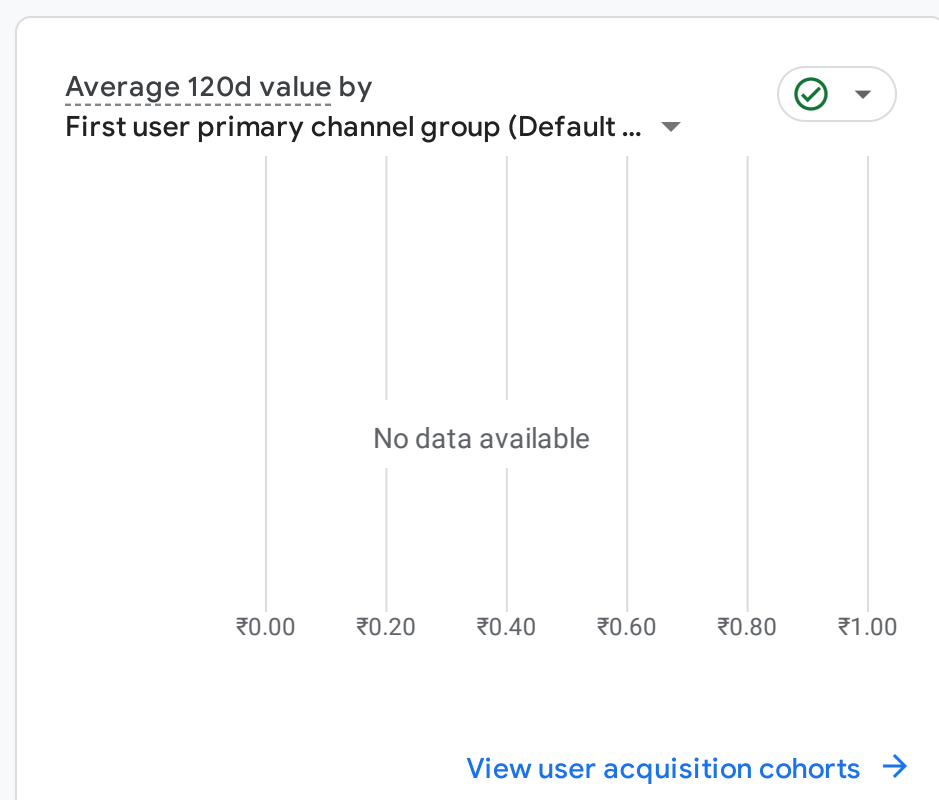 Average 120d value by
First user primary channel group (Default ...
No data available
₹0.00 ₹0.20 ₹0.40 ₹0.60 ₹0.80 ₹1.00
View user acquisition cohorts